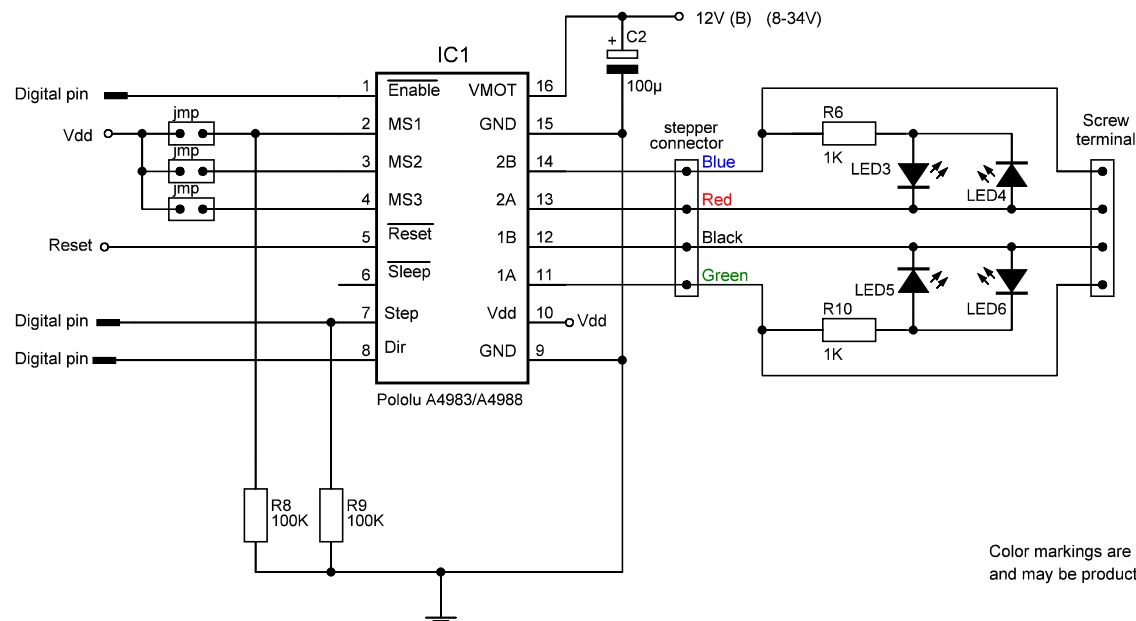 12V (B) (8-34V)
+ C2
100µ
IC1
Digital pin
1
Enable
VMOT
16
jmp
Vdd
2
MS1
GND
15
jmp
3
MS2
2B
14
jmp
4
MS3
2A
13
Reset
5
Reset
1B
12
6
Sleep
1A
11
Digital pin
7
Step
Vdd
10
Vdd
Digital pin
8
Dir
GND
9
Pololu A4983/A4988
stepper
connector
Blue
Red
Black
Green
R6
1K
LED3
LED4
LED5
LED6
R10
1K
Screw
terminal
R8
100K
R9
100K
Color markings are
and may be product